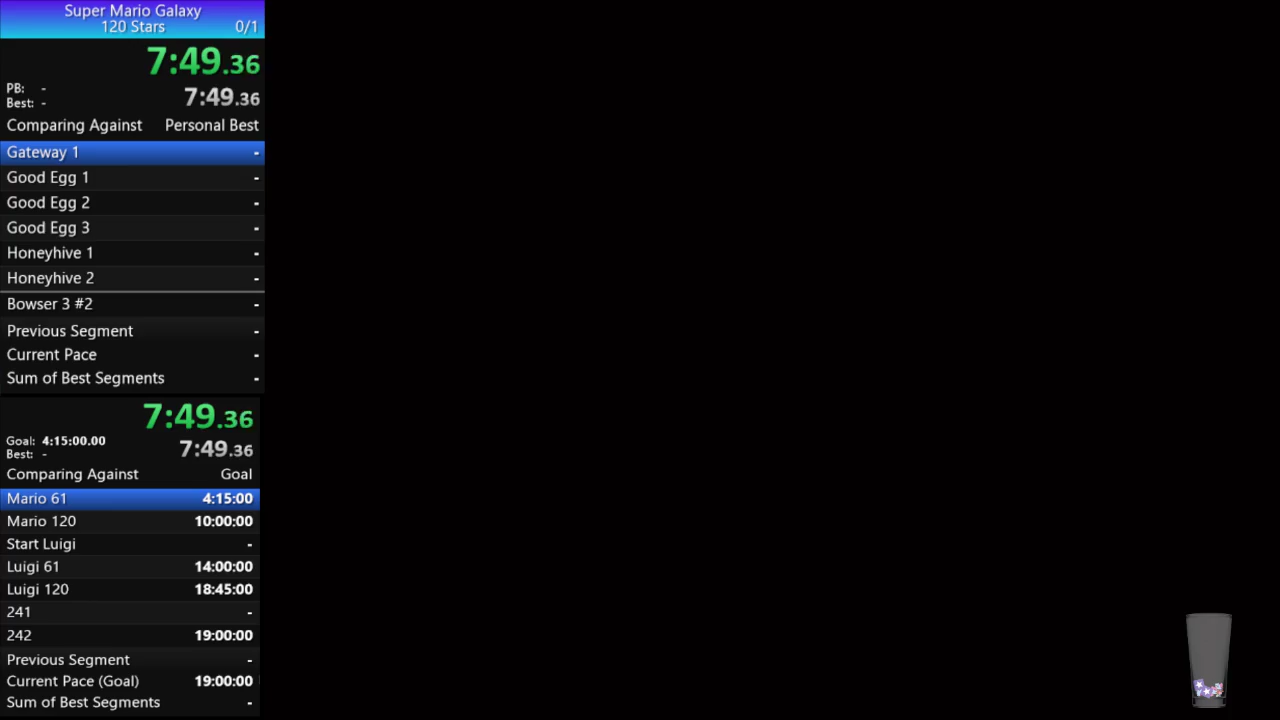 Super Mario Galaxy
120 Stars 0/1
7:49.36
PB: -
Best: - 7:49.36
Comparing Against Personal Best
Gateway 1 -
Good Egg 1 -
Good Egg 2 -
Good Egg 3 -
Honeyhive 1 -
Honeyhive 2 -
Bowser 3 #2 -
Previous Segment -
Current Pace -
Sum of Best Segments -
7:49.36
Goal: 4:15:00.00
Best: - 7:49.36
Comparing Against Goal
Mario 61 4:15:00
Mario 120 10:00:00
Start Luigi -
Luigi 61 14:00:00
Luigi 120 18:45:00
241 -
242 19:00:00
Previous Segment -
Current Pace (Goal) 19:00:00
Sum of Best Segments -